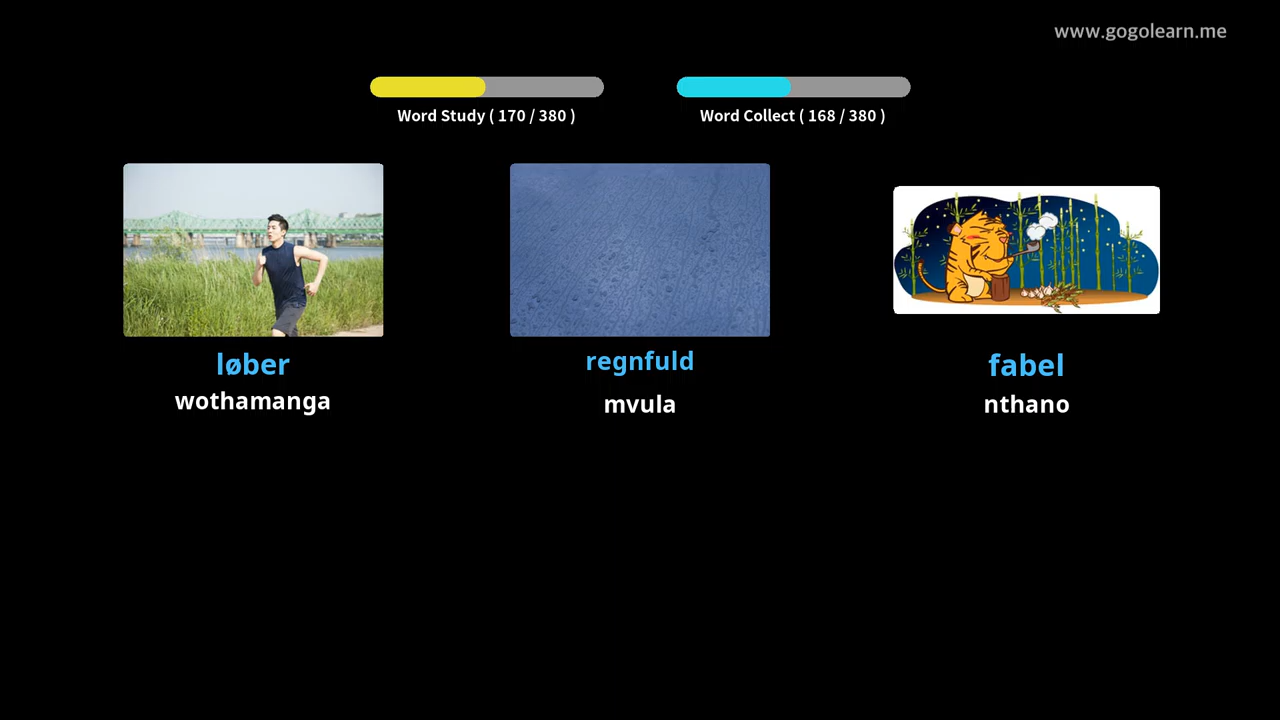 www.gogolearn.me
Word Study ( 170 / 380 )
Word Collect ( 168 / 380 )
løber
regnfuld
fabel
wothamanga
mvula
nthano